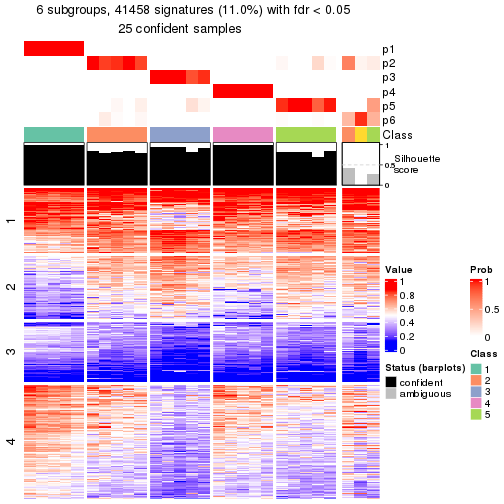 6 subgroups, 41458 signatures (11.0%) with fdr < 0.05
25 confident samples
p1
p2
p3
p4
p5
p6
Class
1
0.5
0
Silhouette
score
1
2
3
4
Value
1
0.8
0.6
0.4
0.2
0
Status (barplots)
confident
ambiguous
Prob
1
0.5
0
Class
1
2
3
4
5